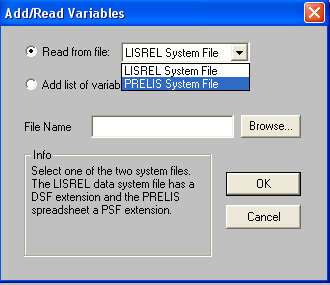 Add/Read Variables
Read from file:
LISREL System File
LISREL System File
PRELIS System File
Add list of variab
File Name
Browse...
Info
Select one of the two system files.
The LISREL data system file has a
DSF extension and the PRELIS
spreadsheet a PSF extension.
OK
Cancel